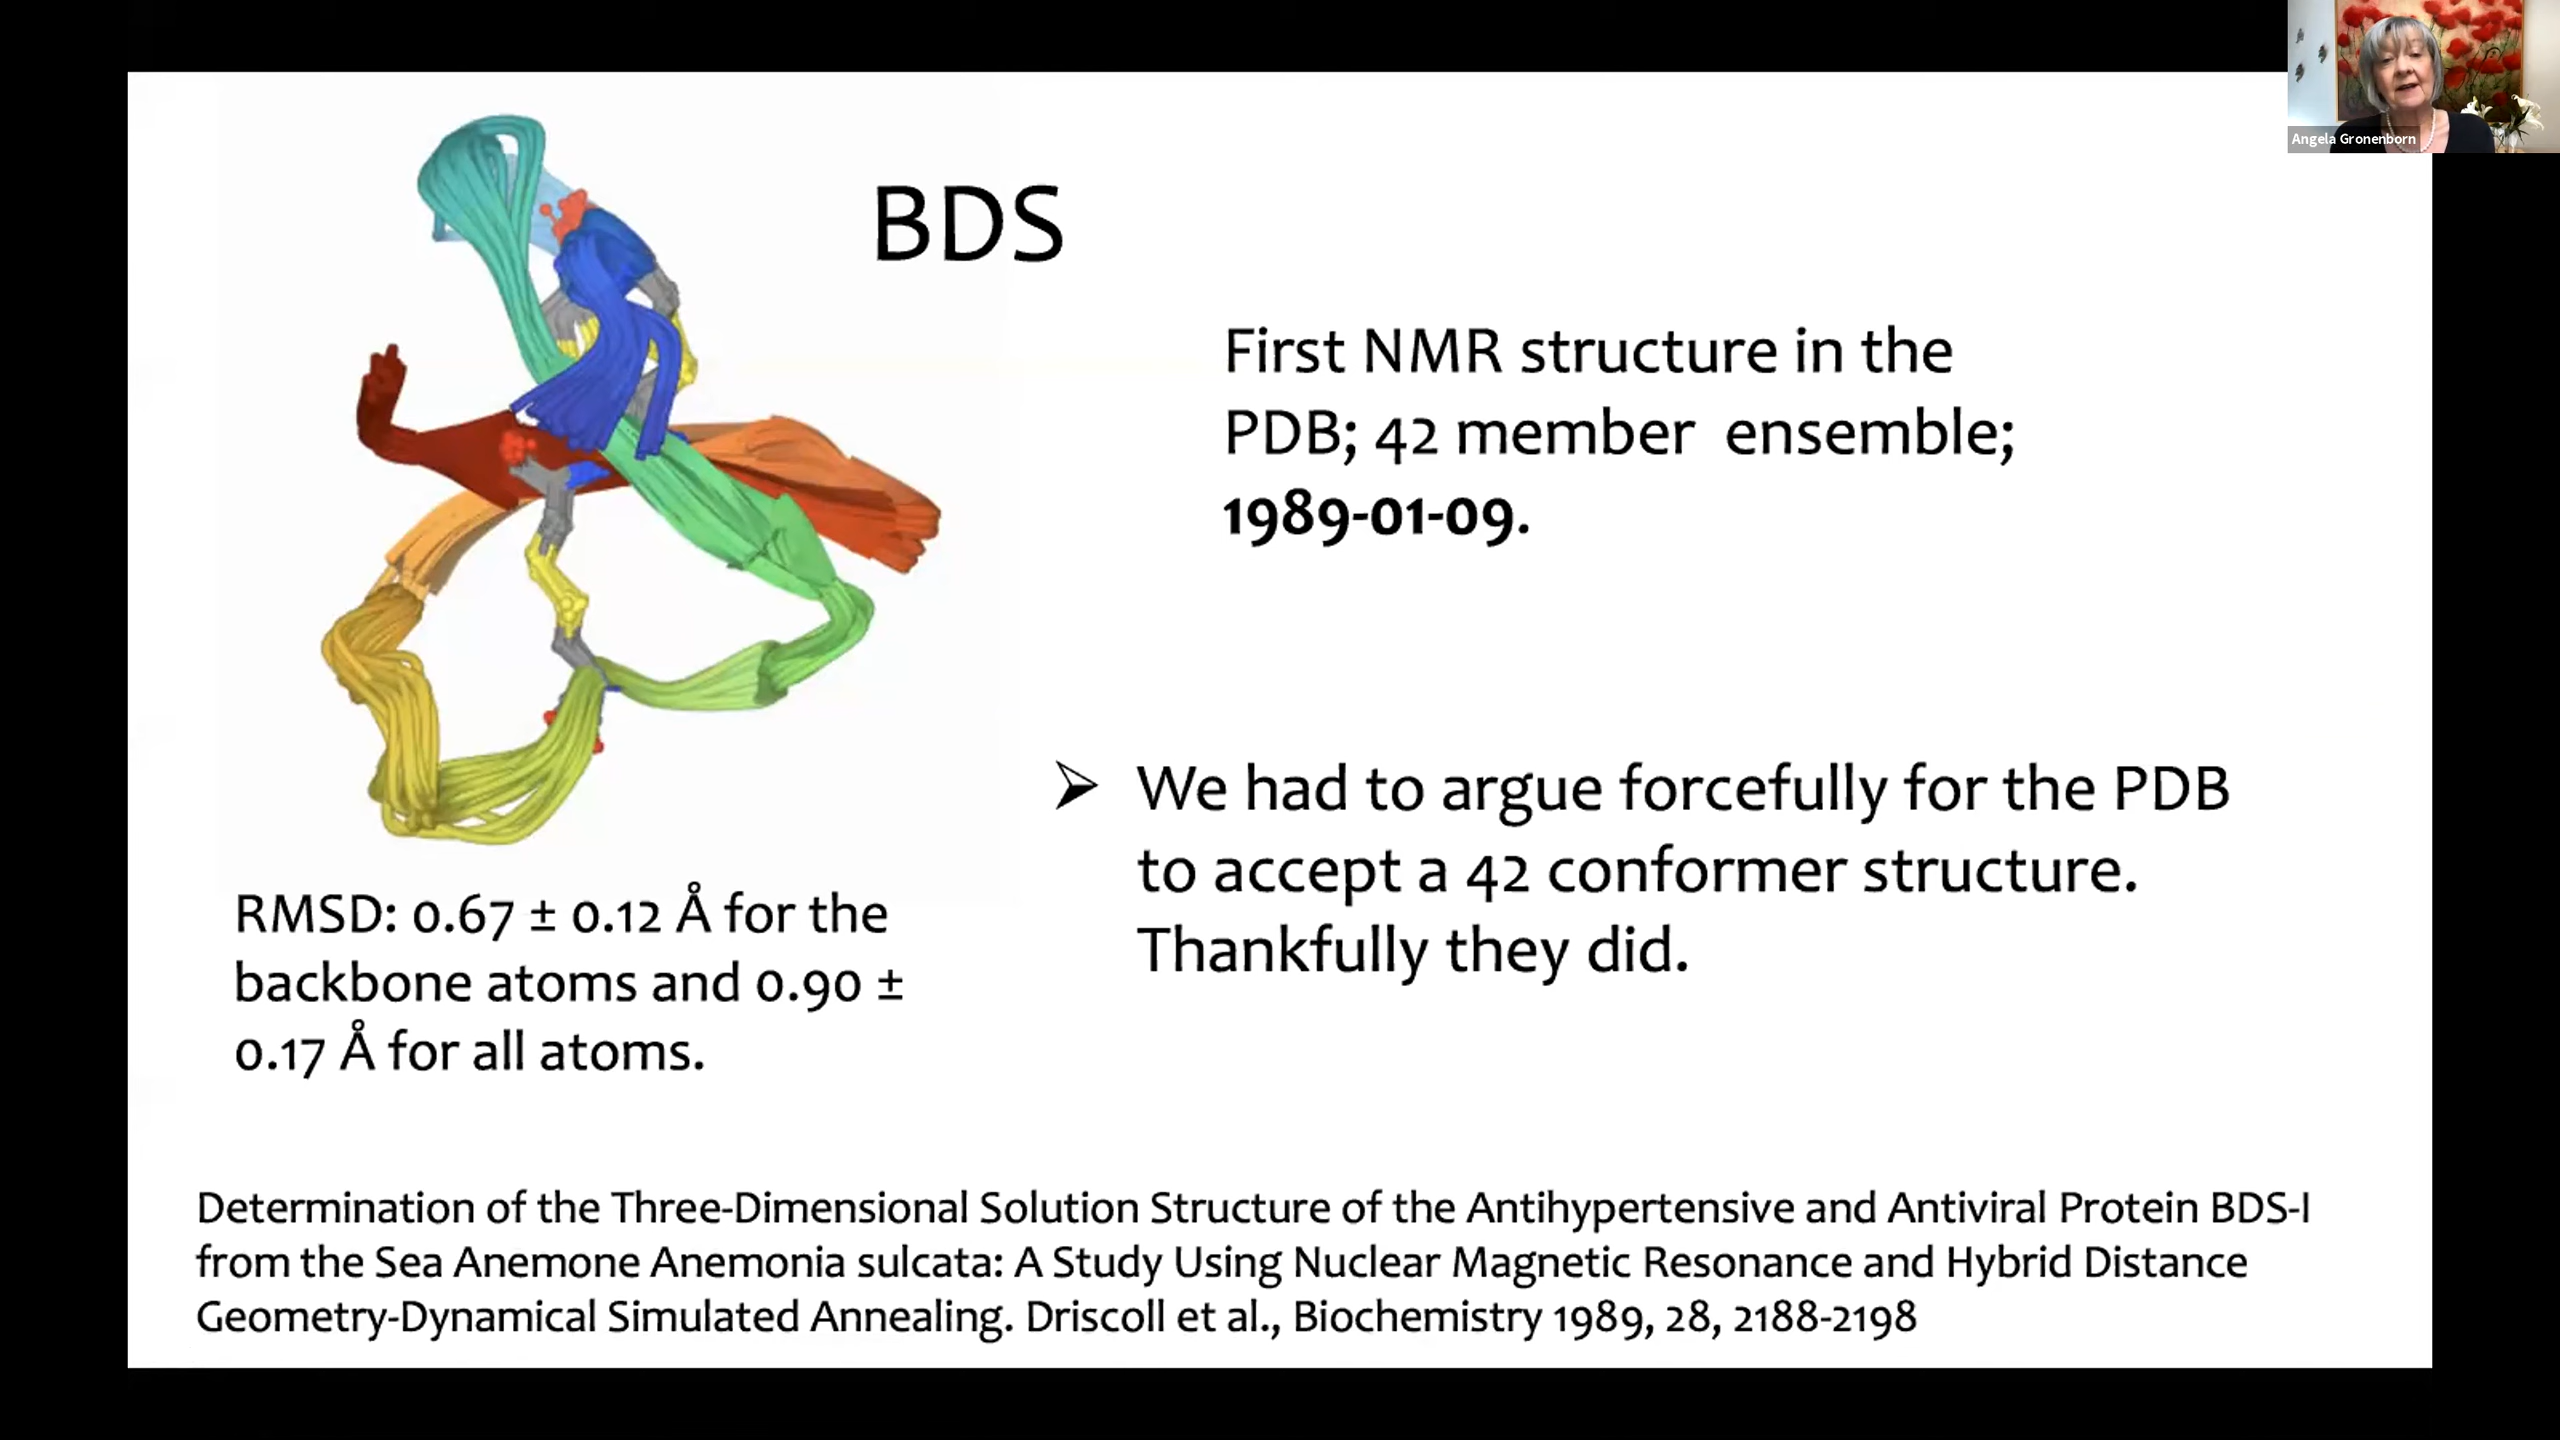 Angela Gronenborn
BDS
First NMR structure in the
PDB; 42 member ensemble;
1989-01-09.
➢ We had to argue forcefully for the PDB
to accept a 42 conformer structure.
Thankfully they did.
RMSD: 0.67 ± 0.12 Å for the
backbone atoms and 0.90 ±
0.17 Å for all atoms.
Determination of the Three-Dimensional Solution Structure of the Antihypertensive and Antiviral Protein BDS-I
from the Sea Anemone Anemonia sulcata: A Study Using Nuclear Magnetic Resonance and Hybrid Distance
Geometry-Dynamical Simulated Annealing. Driscoll et al., Biochemistry 1989, 28, 2188-2198